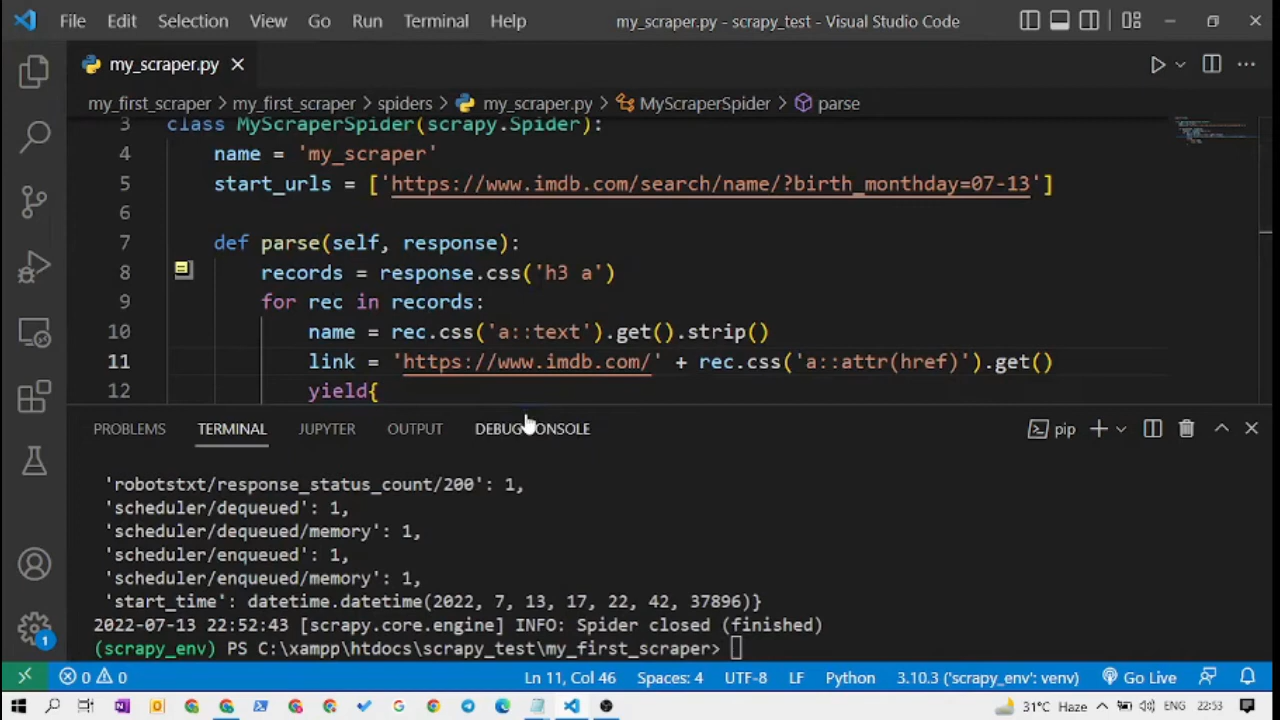 File Edit Selection View Go Run Terminal Help my_scraper.py - scrapy_test - Visual Studio Code
my_scraper.py
my_first_scraper > my_first_scraper > spiders > my_scraper.py > MyScraperSpider > parse
3 class MyScraperSpider(scrapy.Spider):
4 name = 'my_scraper'
5 start_urls = ['https://www.imdb.com/search/name/?birth_monthday=07-13']
6
7 def parse(self, response):
8 records = response.css('h3 a')
9 for rec in records:
10 name = rec.css('a::text').get().strip()
11 link = 'https://www.imdb.com/' + rec.css('a::attr(href)').get()
12 yield{
PROBLEMS TERMINAL JUPYTER OUTPUT DEBUG CONSOLE pip
'robotstxt/response_status_count/200': 1,
'scheduler/dequeued': 1,
'scheduler/dequeued/memory': 1,
'scheduler/enqueued': 1,
'scheduler/enqueued/memory': 1,
'start_time': datetime.datetime(2022, 7, 13, 17, 22, 42, 37896)}
2022-07-13 22:52:43 [scrapy.core.engine] INFO: Spider closed (finished)
(scrapy_env) PS C:\xampp\htdocs\scrapy_test\my_first_scraper>
1
0 0 Ln 11, Col 46 Spaces: 4 UTF-8 LF Python 3.10.3 ('scrapy_env': venv) Go Live
31°C Haze ENG 22:53